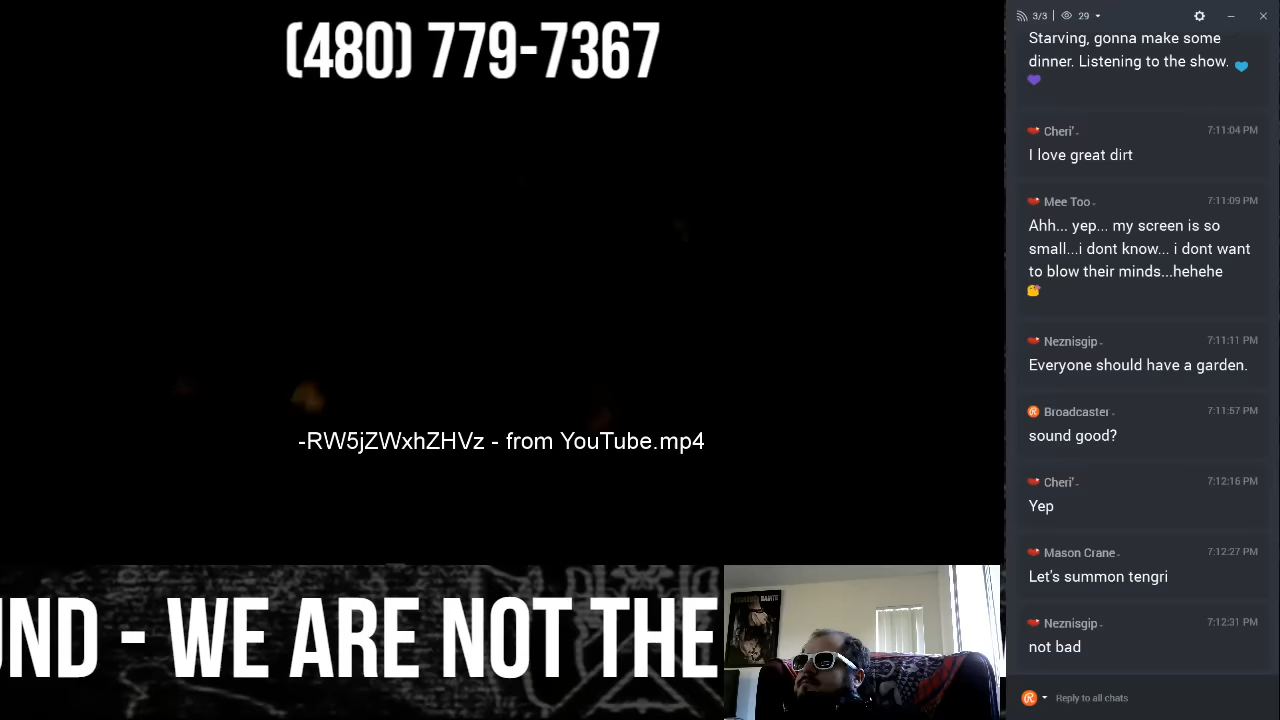 (480) 779-7367
-RW5jZWxhZHVz - from YouTube.mp4
UND - WE ARE NOT THE
3/3 29
Starving, gonna make some
dinner. Listening to the show.
Cheri' 7:11:04 PM
I love great dirt
Mee Too 7:11:09 PM
Ahh... yep... my screen is so
small...i dont know... i dont want
to blow their minds...hehehe
Neznisgip 7:11:11 PM
Everyone should have a garden.
Broadcaster 7:11:57 PM
sound good?
Cheri' 7:12:16 PM
Yep
Mason Crane 7:12:27 PM
Let's summon tengri
Neznisgip 7:12:31 PM
not bad
Reply to all chats